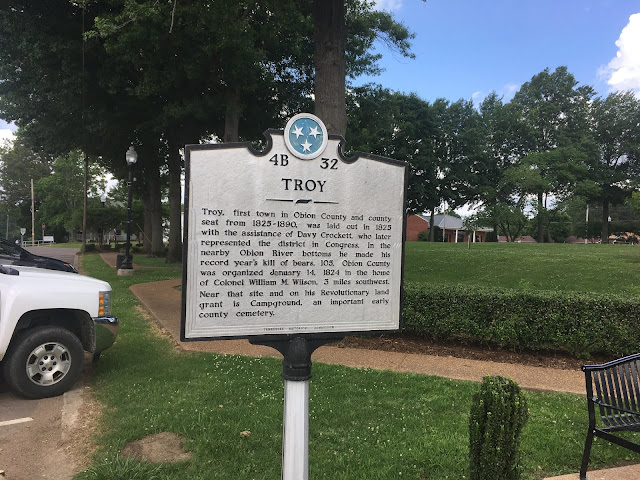 4B 32
TROY
Troy, first town in Obion County and county
seat from 1825-1890, was laid out in 1825
with the assistance of Davy Crockett, who later
represented the district in Congress. In the
nearby Obion River bottoms he made his
record year's kill of bears, 105. Obion County
was organized January 14, 1824 in the home
of Colonel William M. Wilson, 3 miles southwest.
Near that site and on his Revolutionary land
grant is Campground, an important early
county cemetery.
TENNESSEE HISTORICAL COMMISSION